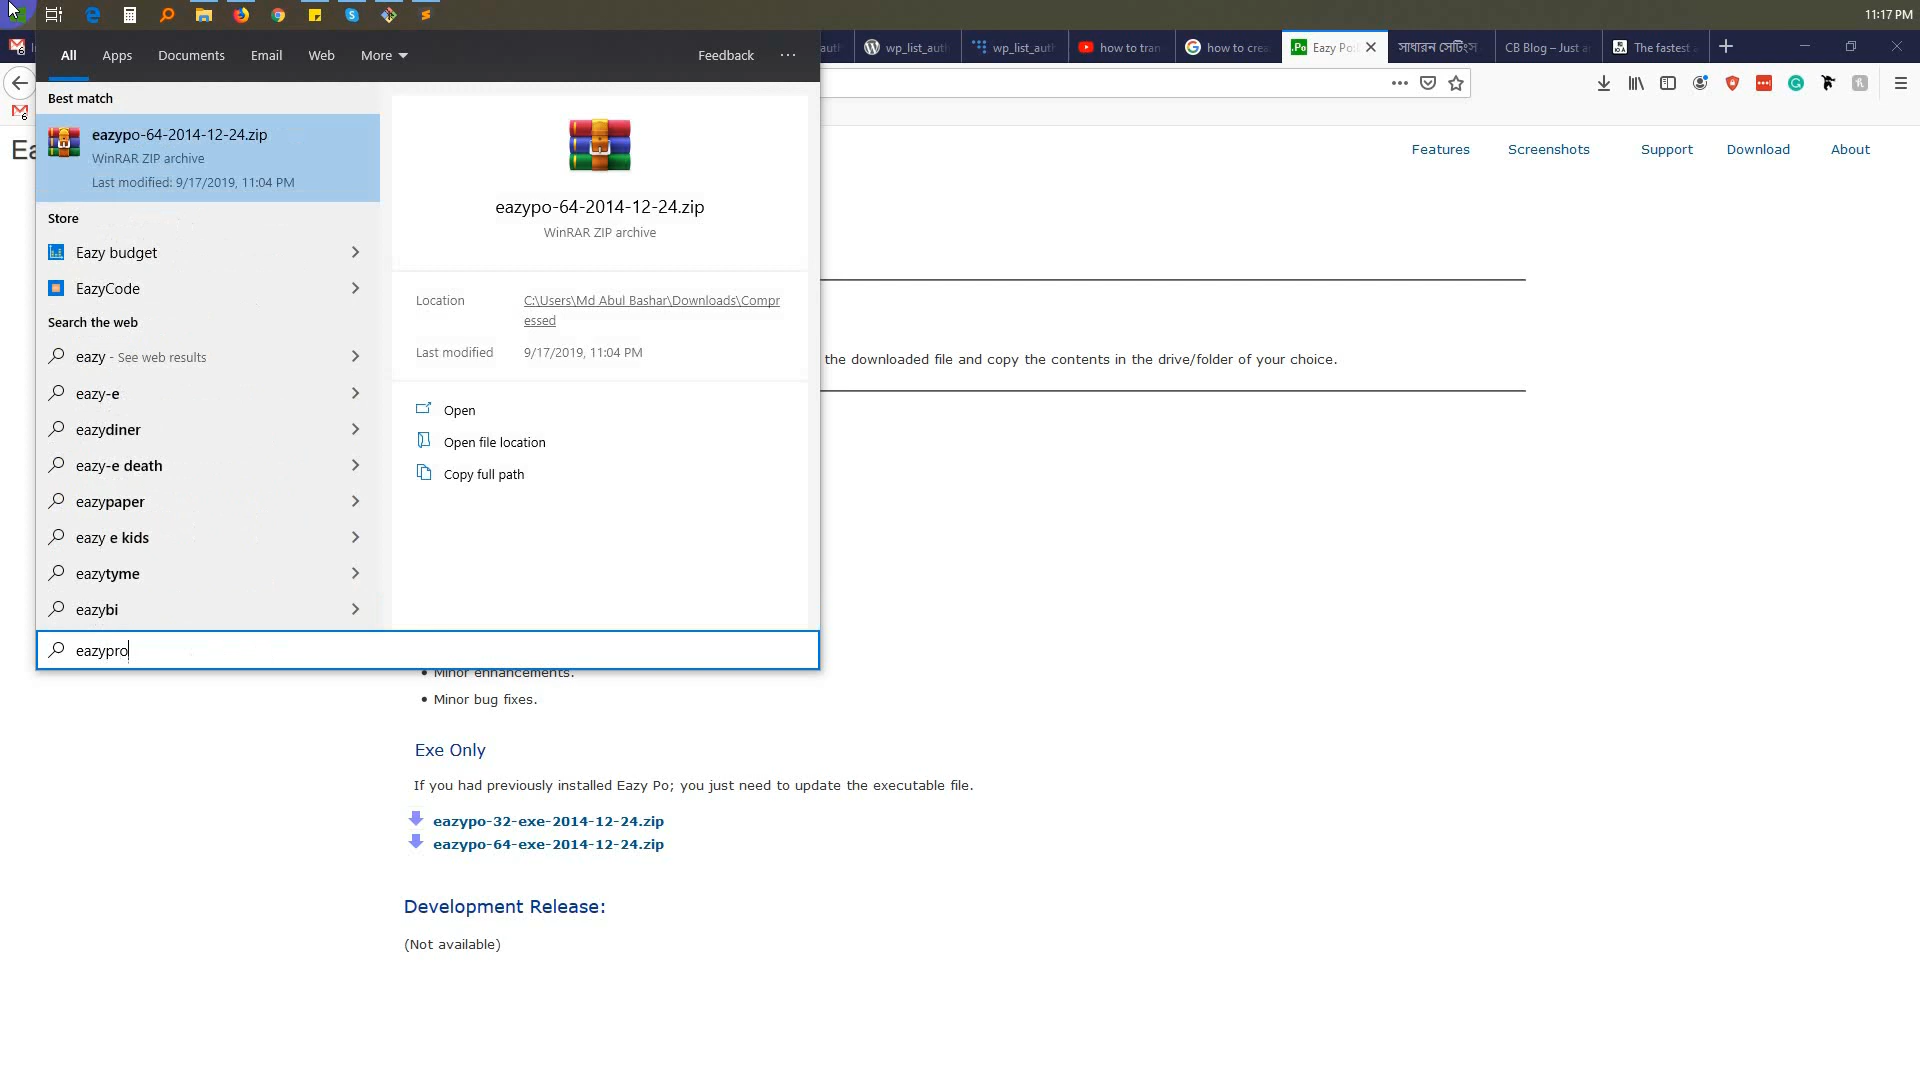 11:17 PM
wp_list_auth
wp_list_auth
how to tran
how to crea
Eazy Po:
সাধারন সেটিংস
CB Blog – Just a
The fastest
All
Apps
Documents
Email
Web
More
Feedback
Best match
eazypo-64-2014-12-24.zip
WinRAR ZIP archive
Last modified: 9/17/2019, 11:04 PM
Store
Eazy budget
EazyCode
Search the web
eazy - See web results
eazy-e
eazydiner
eazy-e death
eazypaper
eazy e kids
eazytyme
eazybi
eazypro
eazypo-64-2014-12-24.zip
WinRAR ZIP archive
Location
C:\Users\Md Abul Bashar\Downloads\Compr
essed
Last modified
9/17/2019, 11:04 PM
Open
Open file location
Copy full path
Features
Screenshots
Support
Download
About
the downloaded file and copy the contents in the drive/folder of your choice.
• Minor enhancements.
• Minor bug fixes.
Exe Only
If you had previously installed Eazy Po; you just need to update the executable file.
eazypo-32-exe-2014-12-24.zip
eazypo-64-exe-2014-12-24.zip
Development Release:
(Not available)